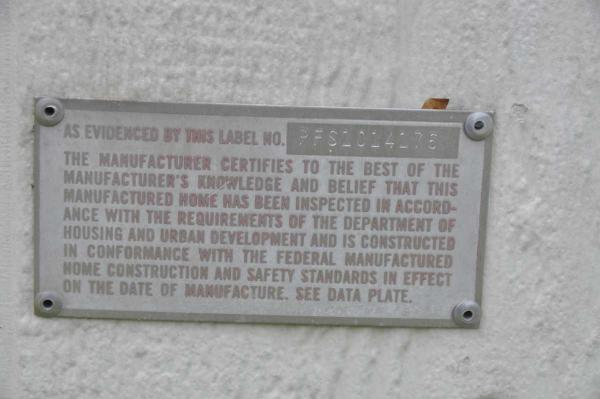 AS EVIDENCED BY THIS LABEL NO. PFS1014176
THE MANUFACTURER CERTIFIES TO THE BEST OF THE
MANUFACTURER'S KNOWLEDGE AND BELIEF THAT THIS
MANUFACTURED HOME HAS BEEN INSPECTED IN ACCORD-
ANCE WITH THE REQUIREMENTS OF THE DEPARTMENT OF
HOUSING AND URBAN DEVELOPMENT AND IS CONSTRUCTED
IN CONFORMANCE WITH THE FEDERAL MANUFACTURED
HOME CONSTRUCTION AND SAFETY STANDARDS IN EFFECT
ON THE DATE OF MANUFACTURE. SEE DATA PLATE.